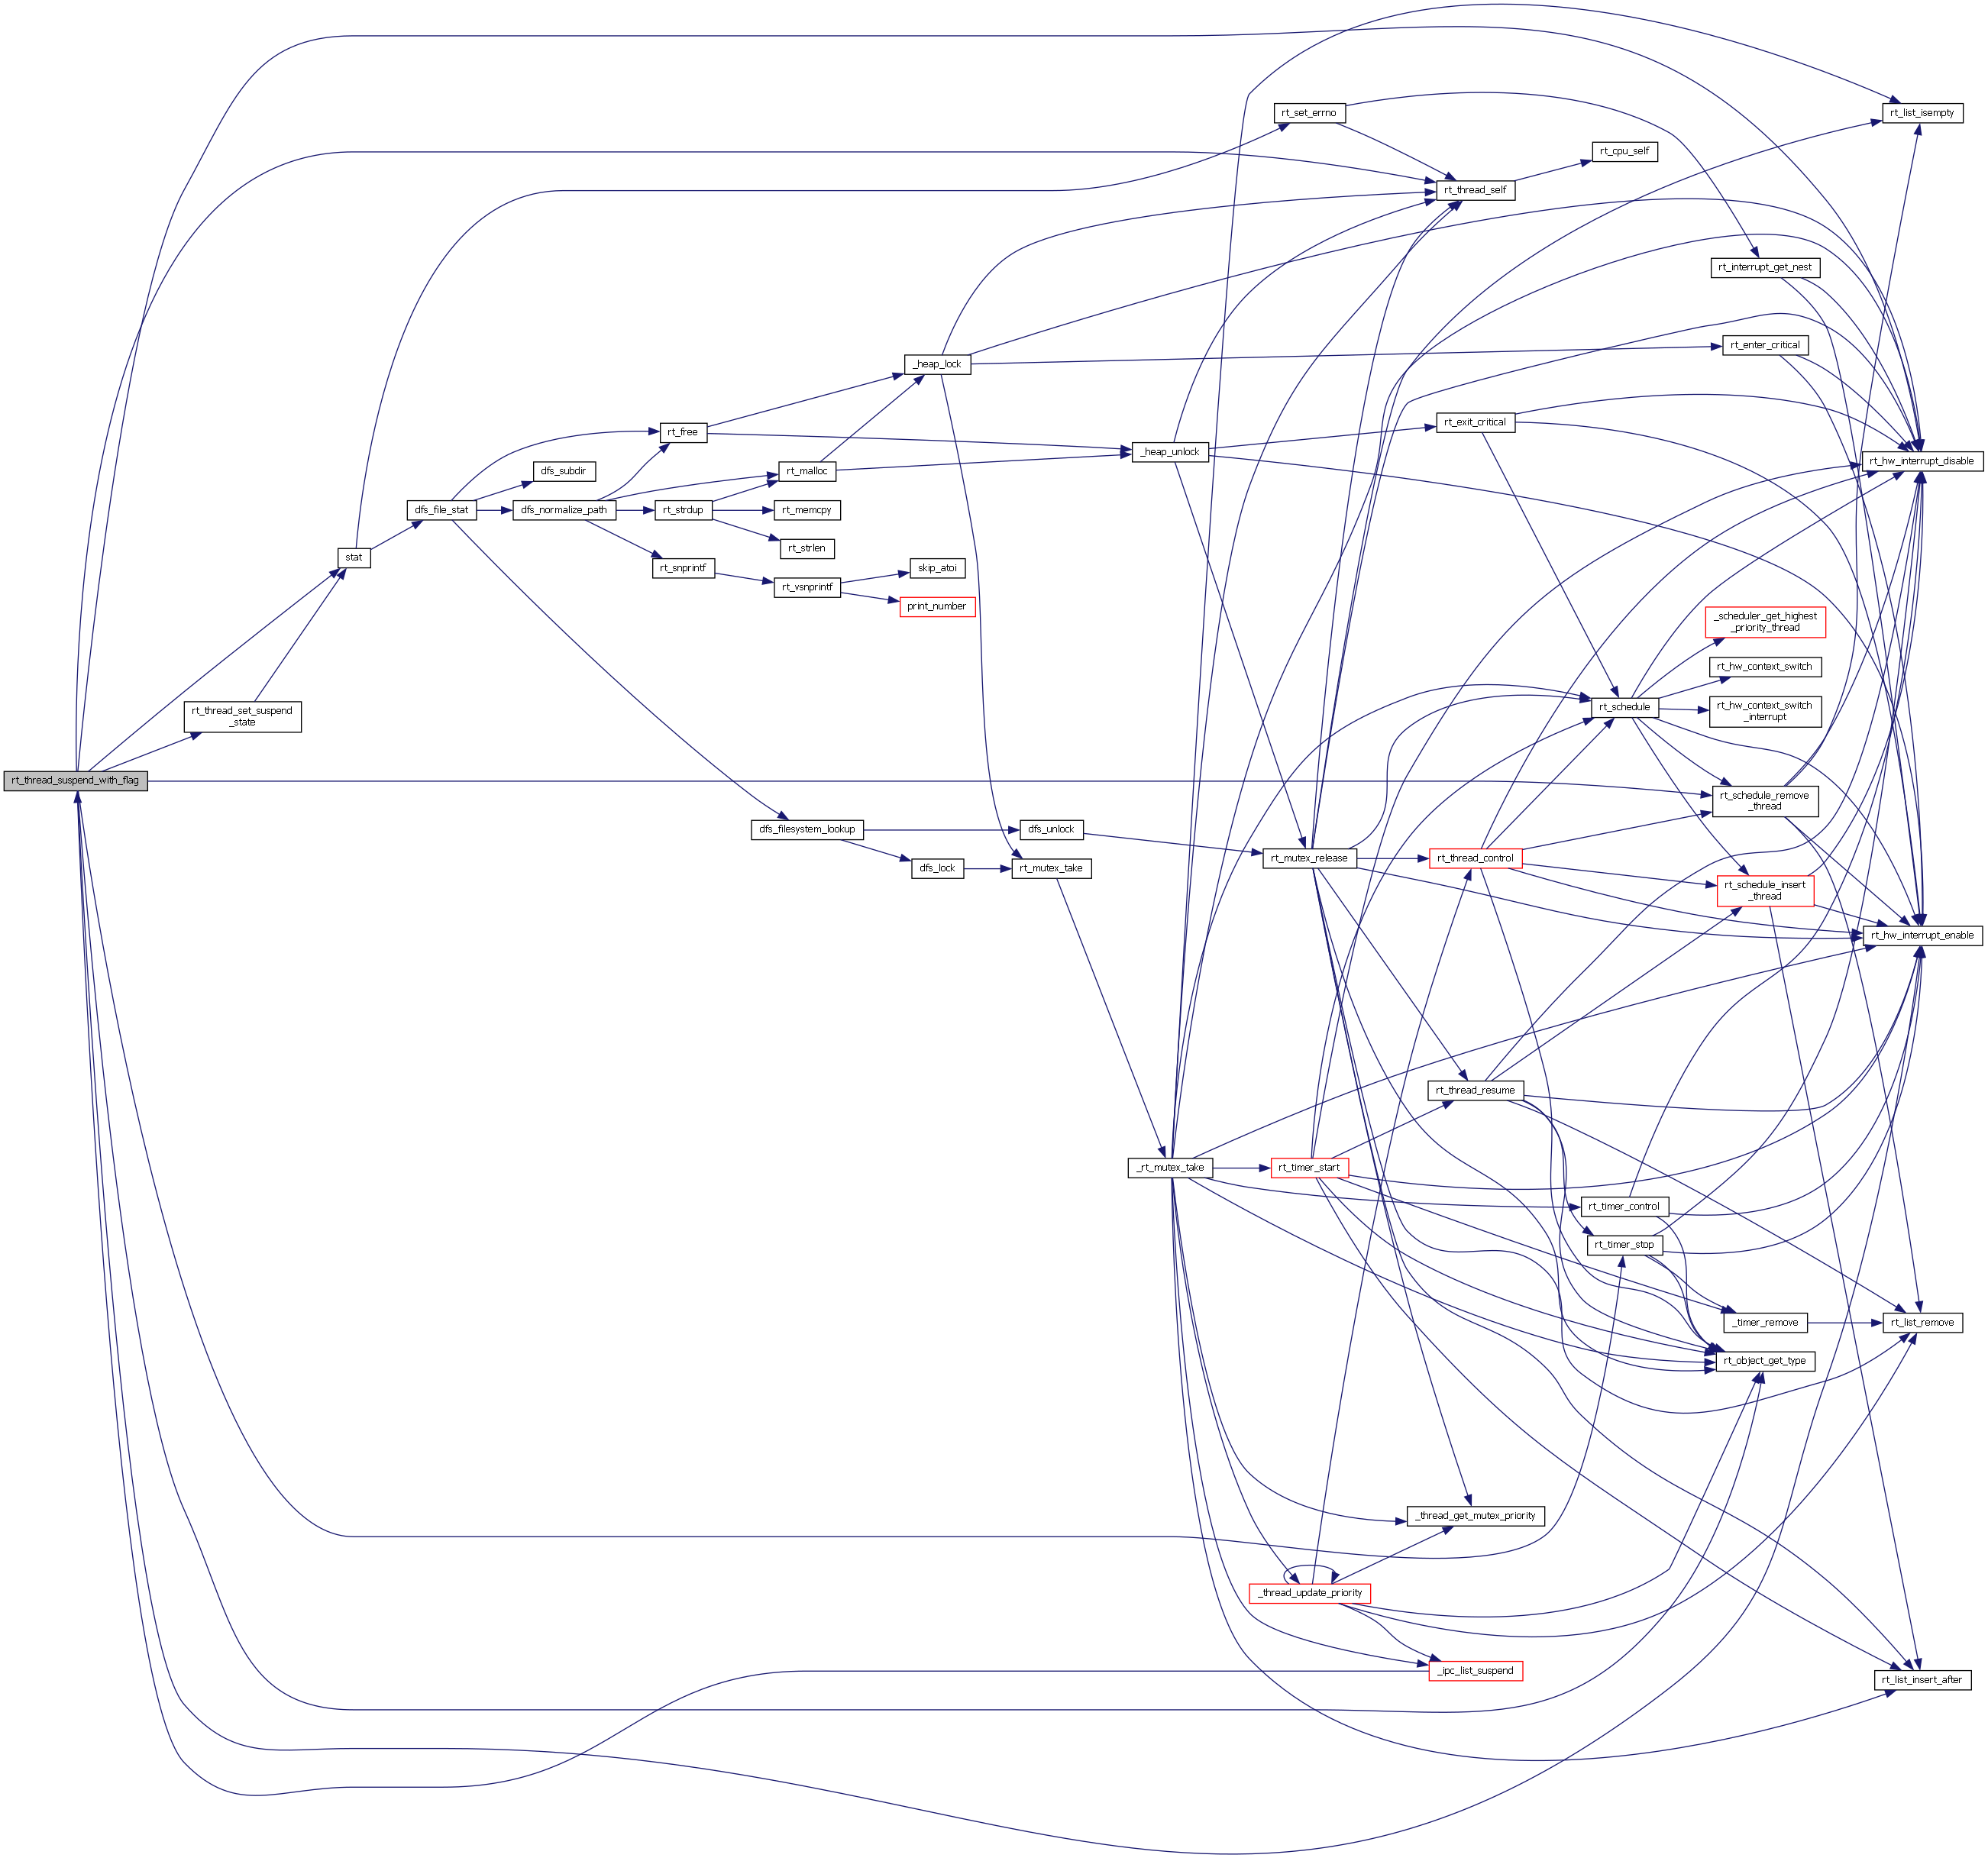 rt_list_isempty
rt_set_errno
rt_cpu_self
rt_thread_self
rt_interrupt_get_nest
rt_enter_critical
_heap_lock
rt_exit_critical
rt_free
_heap_unlock
rt_hw_interrupt_disable
dfs_subdir
rt_malloc
dfs_file_stat
dfs_normalize_path
rt_strdup
rt_memcpy
rt_strlen
stat
rt_snprintf
skip_atoi
rt_vsnprintf
print_number
_scheduler_get_highest
_priority_thread
rt_hw_context_switch
rt_thread_set_suspend
_state
rt_schedule
rt_hw_context_switch
_interrupt
rt_thread_suspend_with_flag
rt_schedule_remove
_thread
dfs_filesystem_lookup
dfs_unlock
rt_mutex_release
rt_thread_control
dfs_lock
rt_mutex_take
rt_schedule_insert
_thread
rt_hw_interrupt_enable
rt_thread_resume
_rt_mutex_take
rt_timer_start
rt_timer_control
rt_timer_stop
_timer_remove
rt_list_remove
rt_object_get_type
_thread_get_mutex_priority
_thread_update_priority
_ipc_list_suspend
rt_list_insert_after